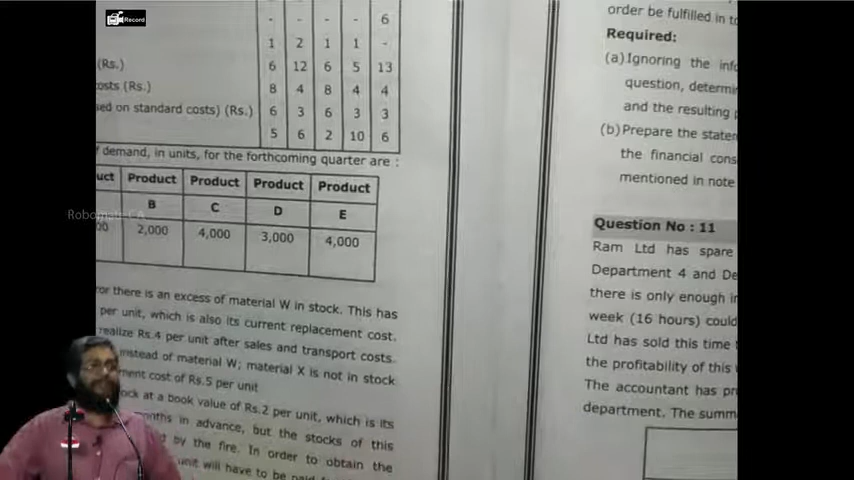 Record
- - - - 6
1 2 1 1 -
(Rs.) 6 12 6 5 13
osts (Rs.) 8 4 8 4 4
sed on standard costs) (Rs.) 6 3 6 3 3
5 6 2 10 6
f demand, in units, for the forthcoming quarter are :
uct Product Product Product Product
B C D E
00 2,000 4,000 3,000 4,000
ror there is an excess of material W in stock. This has
per unit, which is also its current replacement cost.
realize Rs.4 per unit after sales and transport costs.
instead of material W; material X is not in stock
ment cost of Rs.5 per unit
ock at a book value of Rs.2 per unit, which is its
onths in advance, but the stocks of this
d by the fire. In order to obtain the
unit will have to be paid
order be fulfilled in to
Required:
(a) Ignoring the info
question, determin
and the resulting p
(b) Prepare the statem
the financial cons
mentioned in note
Question No : 11
Ram Ltd has spare
Department 4 and De
there is only enough in
week (16 hours) could
Ltd has sold this time
the profitability of this
The accountant has pr
department. The summ